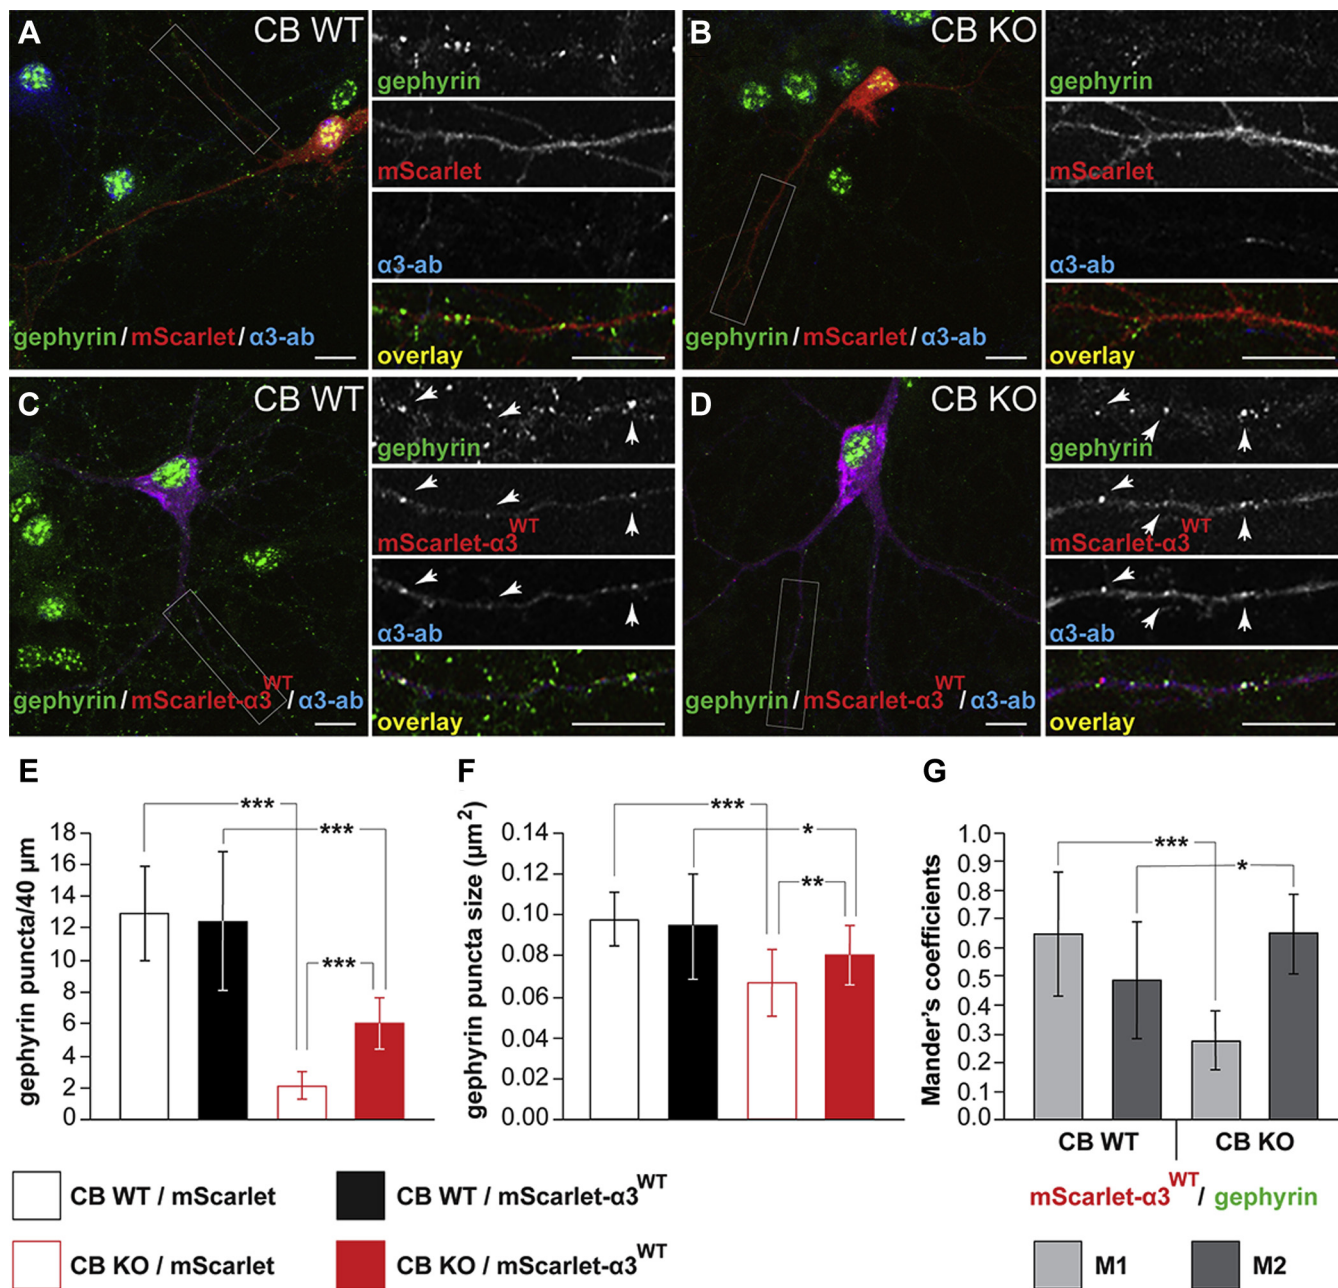 A
CB WT
gephyrin
mScarlet
α3-ab
gephyrin / mScarlet / α3-ab
overlay
B
CB KO
gephyrin
mScarlet
α3-ab
gephyrin / mScarlet / α3-ab
overlay
C
CB WT
gephyrin
mScarlet-α3WT
α3-ab
gephyrin / mScarlet-α3WT / α3-ab
overlay
D
CB KO
gephyrin
mScarlet-α3WT
α3-ab
gephyrin / mScarlet-α3WT / α3-ab
overlay
E
gephyrin puncta/40 µm
18
16
14
12
10
8
6
4
2
0
***
***
***
F
gephyrin puncta size (µm²)
0.14
0.12
0.10
0.08
0.06
0.04
0.02
0.00
***
*
**
G
Mander's coefficients
1.0
0.9
0.8
0.7
0.6
0.5
0.4
0.3
0.2
0.1
0.0
***
*
CB WT
CB KO
mScarlet-α3WT / gephyrin
M1
M2
CB WT / mScarlet
CB WT / mScarlet-α3WT
CB KO / mScarlet
CB KO / mScarlet-α3WT